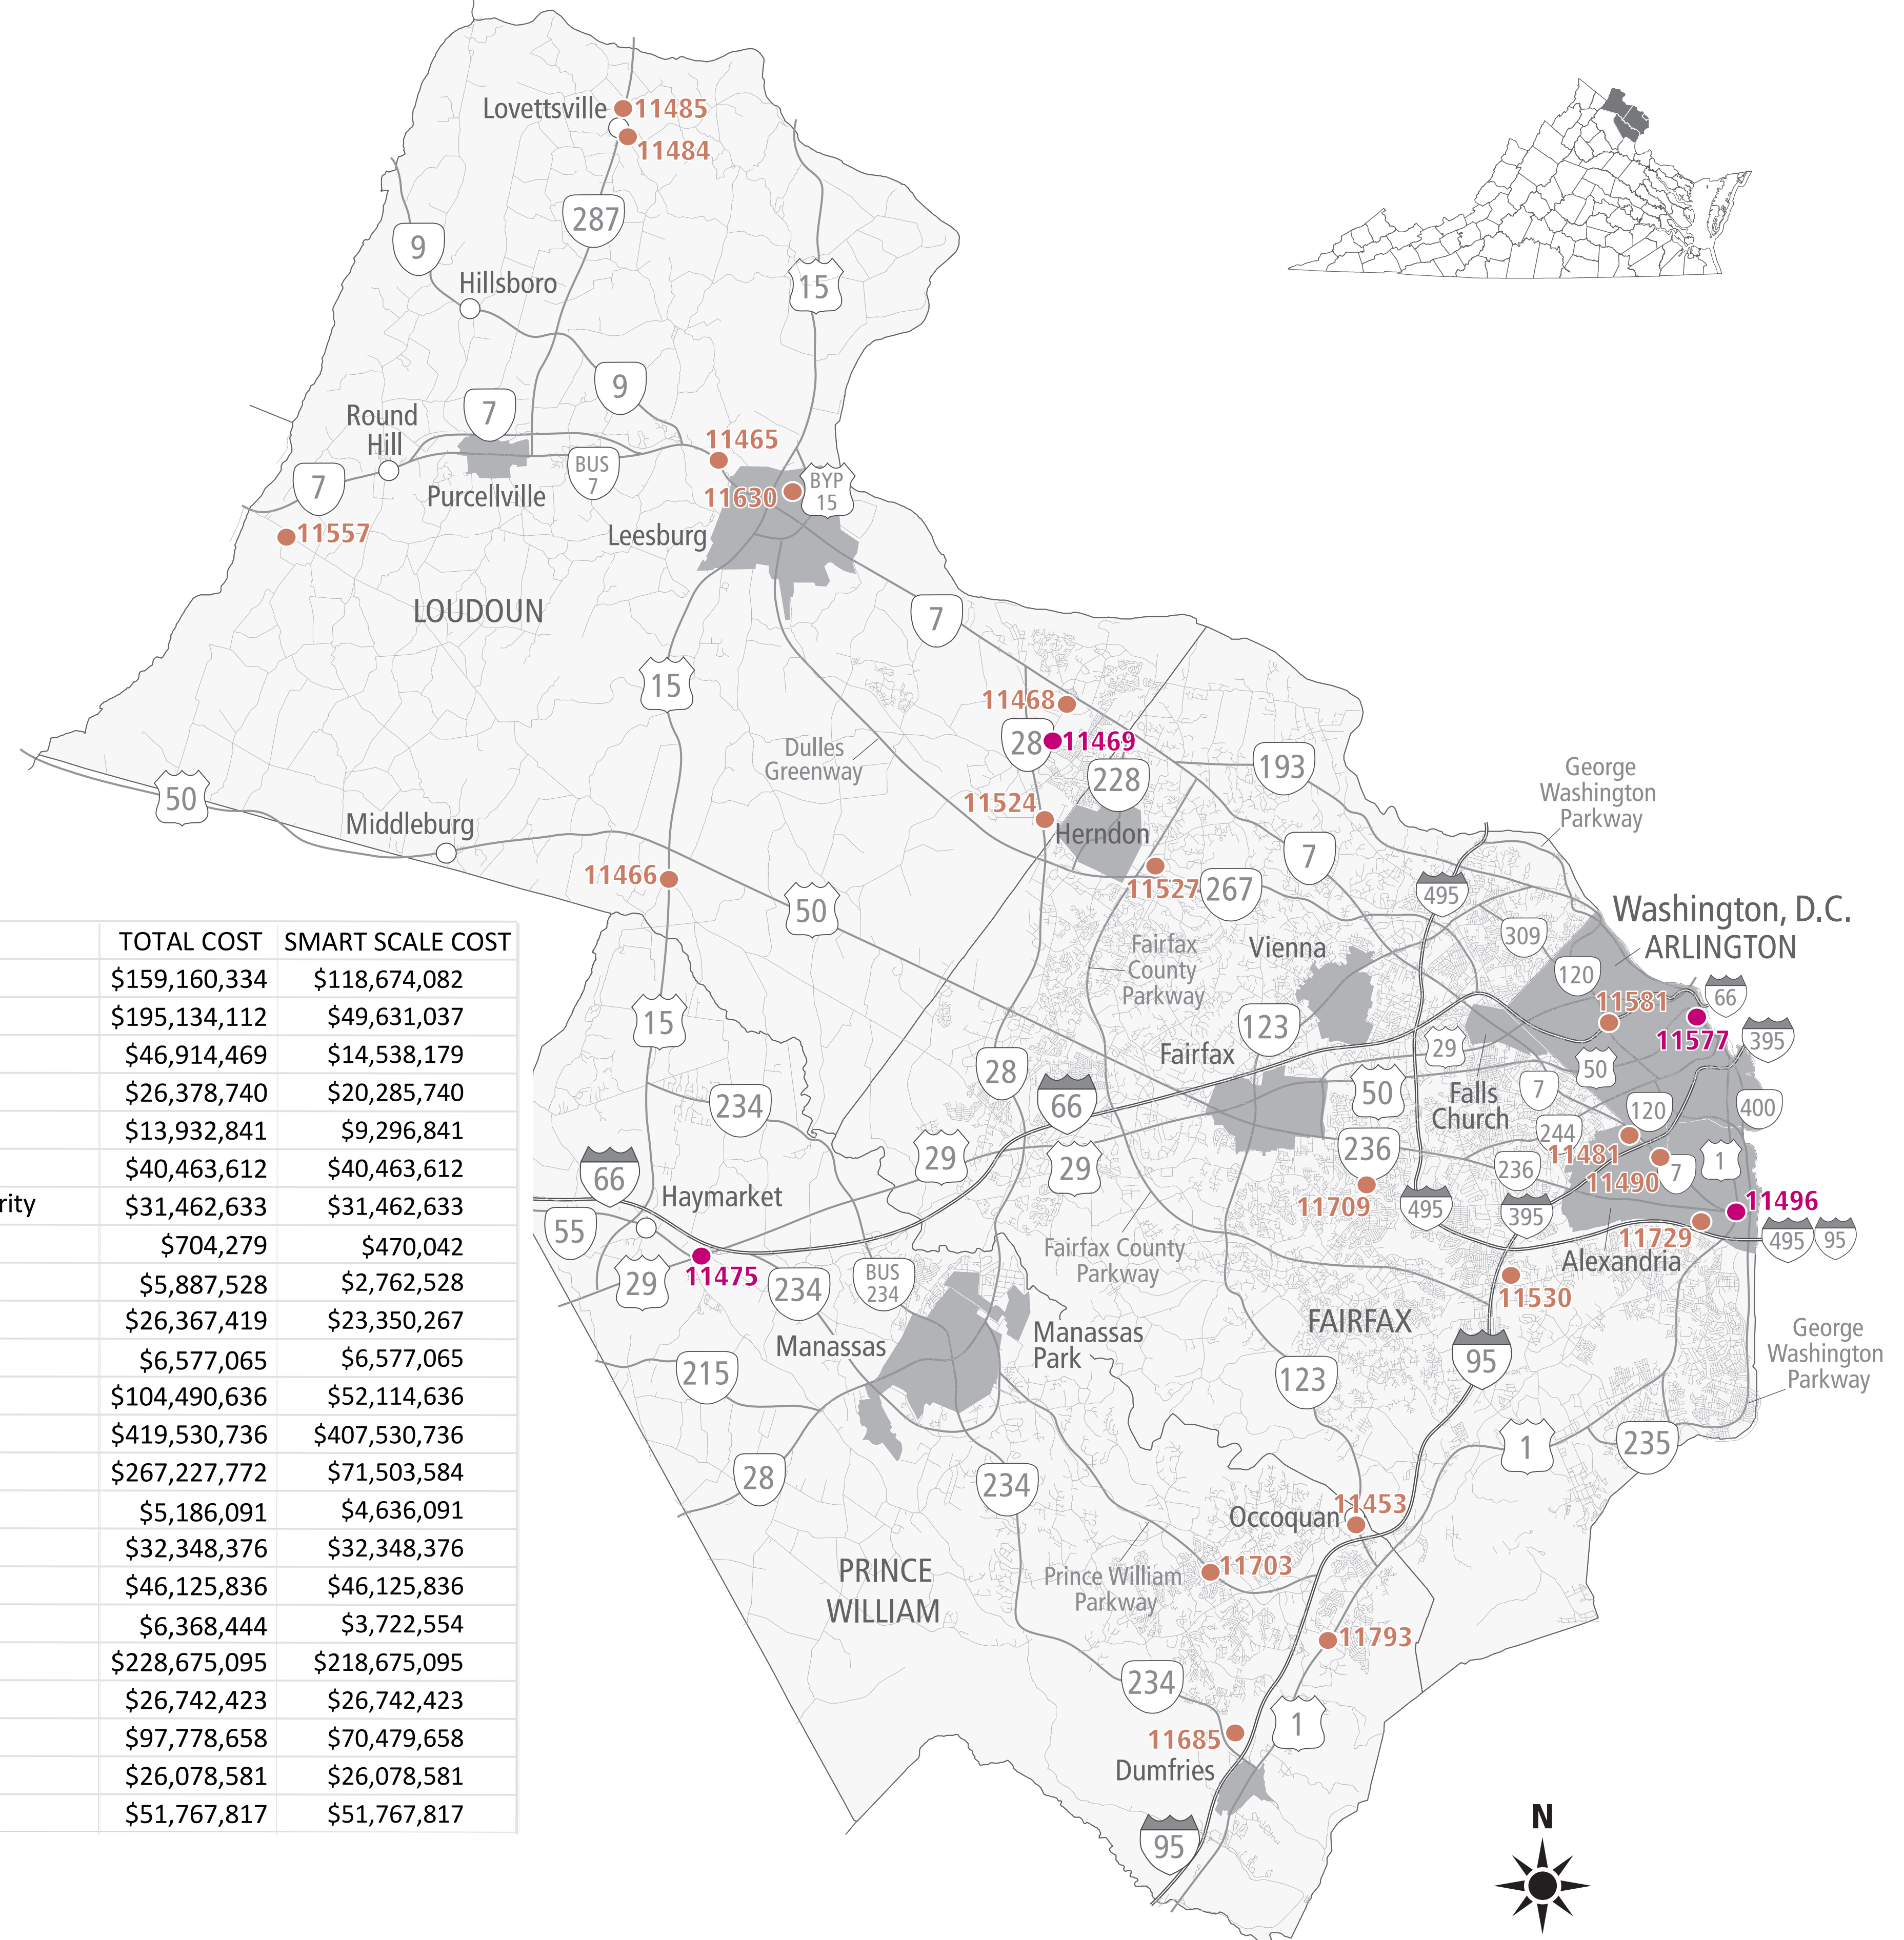 Lovettsville
11485
11484
287
9
Hillsboro
15
9
7
Round
Hill
11465
BUS
7
BYP
15
11630
7
Purcellville
Leesburg
11557
LOUDOUN
7
15
11468
28
11469
Dulles
Greenway
193
228
George
Washington
Parkway
50
11524
Middleburg
Herndon
7
11466
11527
267
495
50
Washington, D.C.
ARLINGTON
309
Vienna
Fairfax
County
Parkway
120
TOTAL COST SMART SCALE COST
$159,160,334 $118,674,082
$195,134,112 $49,631,037
$46,914,469 $14,538,179
$26,378,740 $20,285,740
$13,932,841 $9,296,841
$40,463,612 $40,463,612
rity $31,462,633 $31,462,633
$704,279 $470,042
$5,887,528 $2,762,528
$26,367,419 $23,350,267
$6,577,065 $6,577,065
$104,490,636 $52,114,636
$419,530,736 $407,530,736
$267,227,772 $71,503,584
$5,186,091 $4,636,091
$32,348,376 $32,348,376
$46,125,836 $46,125,836
$6,368,444 $3,722,554
$228,675,095 $218,675,095
$26,742,423 $26,742,423
$97,778,658 $70,479,658
$26,078,581 $26,078,581
$51,767,817 $51,767,817
15
11581
66
123
11577
395
29
Fairfax
28
50
66
50
Falls
Church
7
234
120
400
244
236
29
29
11481
236
1
66
11490
7
Haymarket
11709
495
395
11496
55
11729
495
95
Fairfax County
Parkway
Alexandria
11475
29
234
BUS
234
11530
FAIRFAX
Manassas
Manassas
Park
George
Washington
Parkway
95
215
123
1
235
28
234
11453
Occoquan
PRINCE
WILLIAM
Prince William
Parkway
11703
11793
234
1
11685
Dumfries
95
N